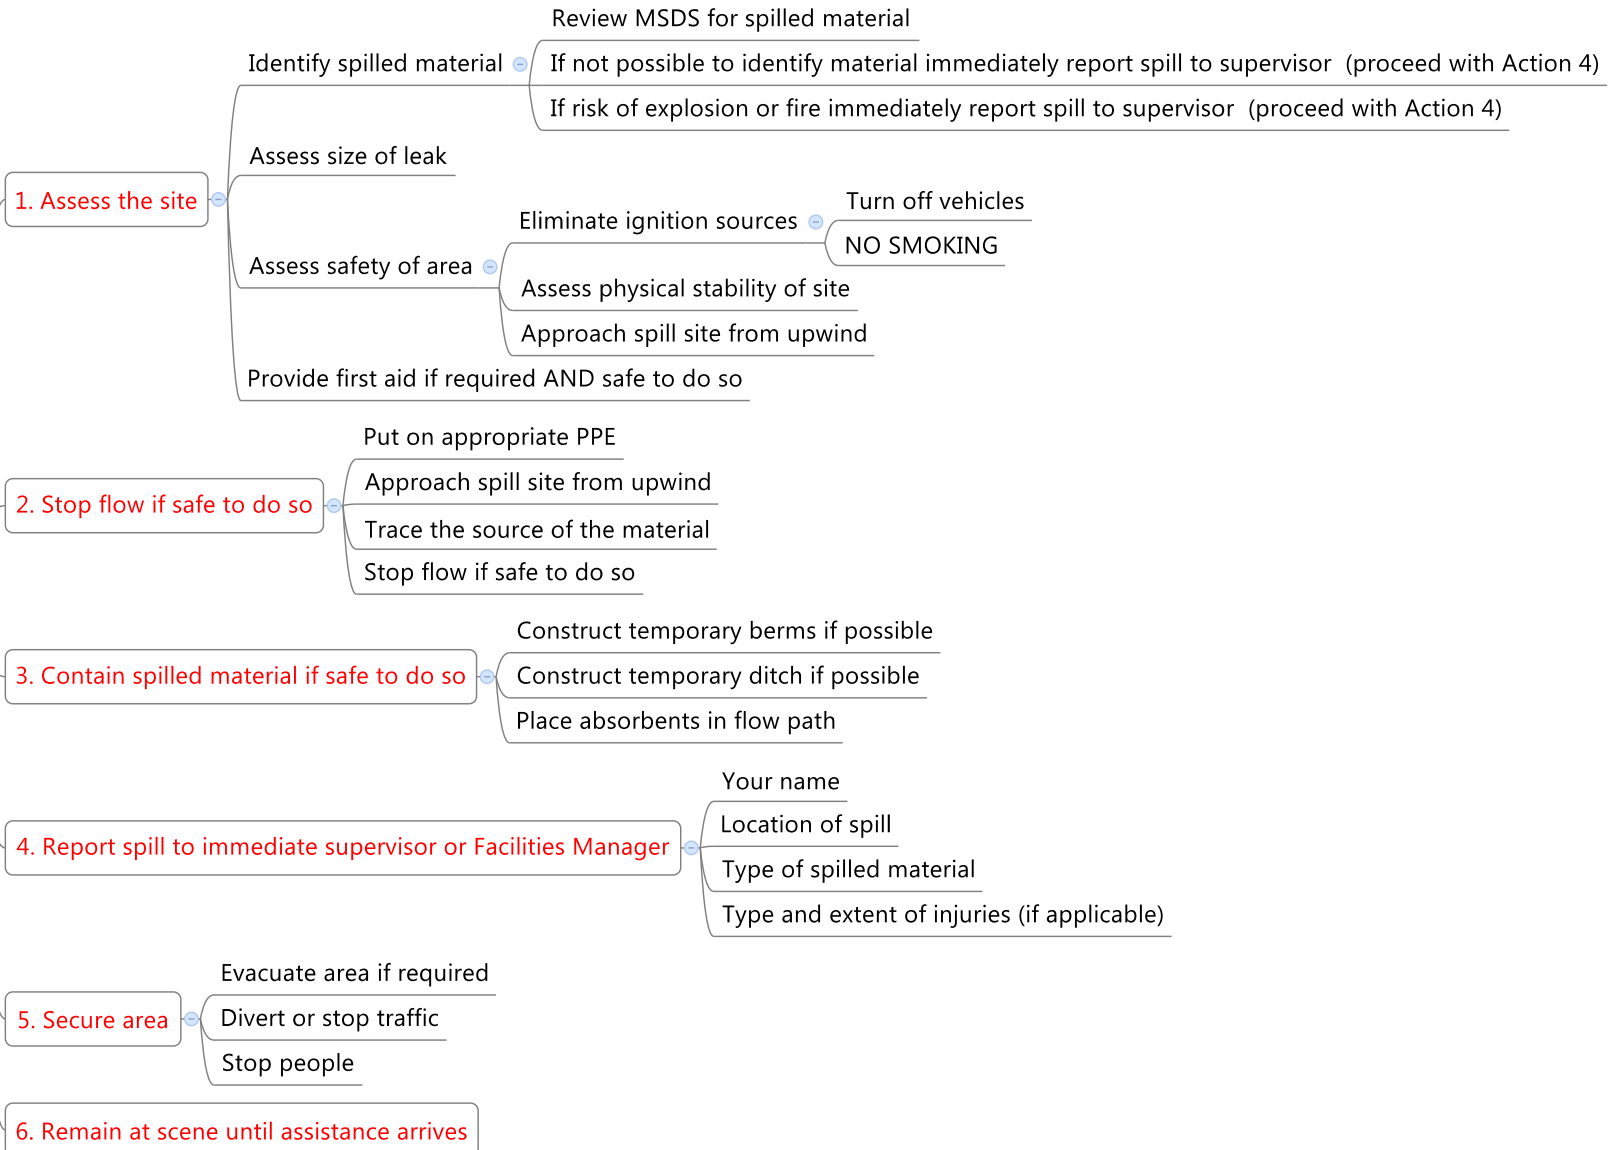 Review MSDS for spilled material
Identify spilled material
If not possible to identify material immediately report spill to supervisor  (proceed with Action 4)
If risk of explosion or fire immediately report spill to supervisor  (proceed with Action 4)
Assess size of leak
1. Assess the site
Turn off vehicles
Eliminate ignition sources
NO SMOKING
Assess safety of area
Assess physical stability of site
Approach spill site from upwind
Provide first aid if required AND safe to do so
Put on appropriate PPE
Approach spill site from upwind
2. Stop flow if safe to do so
Trace the source of the material
Stop flow if safe to do so
Construct temporary berms if possible
3. Contain spilled material if safe to do so
Construct temporary ditch if possible
Place absorbents in flow path
Your name
Location of spill
4. Report spill to immediate supervisor or Facilities Manager
Type of spilled material
Type and extent of injuries (if applicable)
Evacuate area if required
5. Secure area
Divert or stop traffic
Stop people
6. Remain at scene until assistance arrives